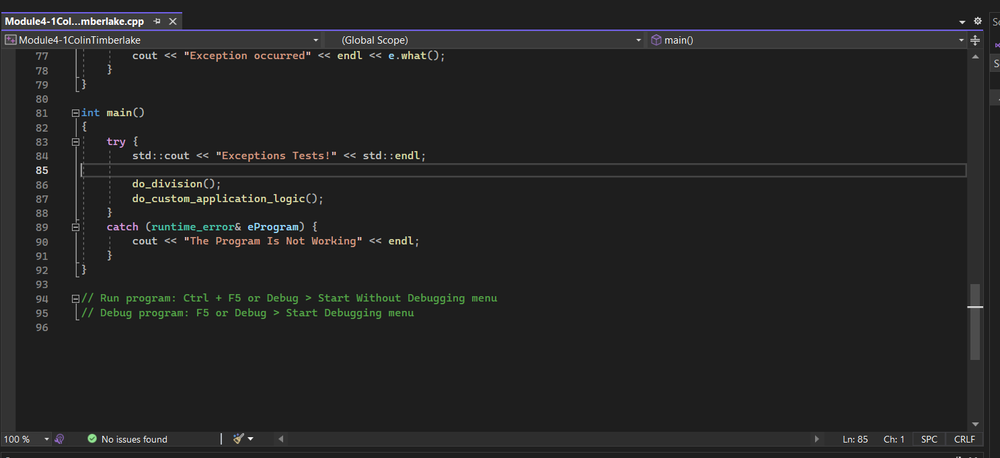 Module4-1Col...mberlake.cpp
Module4-1ColinTimberlake (Global Scope) main()
77 cout << "Exception occurred" << endl << e.what();
78 }
79 }
80
81 int main()
82 {
83 try {
84 std::cout << "Exceptions Tests!" << std::endl;
85
86 do_division();
87 do_custom_application_logic();
88 }
89 catch (runtime_error& eProgram) {
90 cout << "The Program Is Not Working" << endl;
91 }
92 }
93
94 // Run program: Ctrl + F5 or Debug > Start Without Debugging menu
95 // Debug program: F5 or Debug > Start Debugging menu
96
100 % No issues found Ln: 85 Ch: 1 SPC CRLF